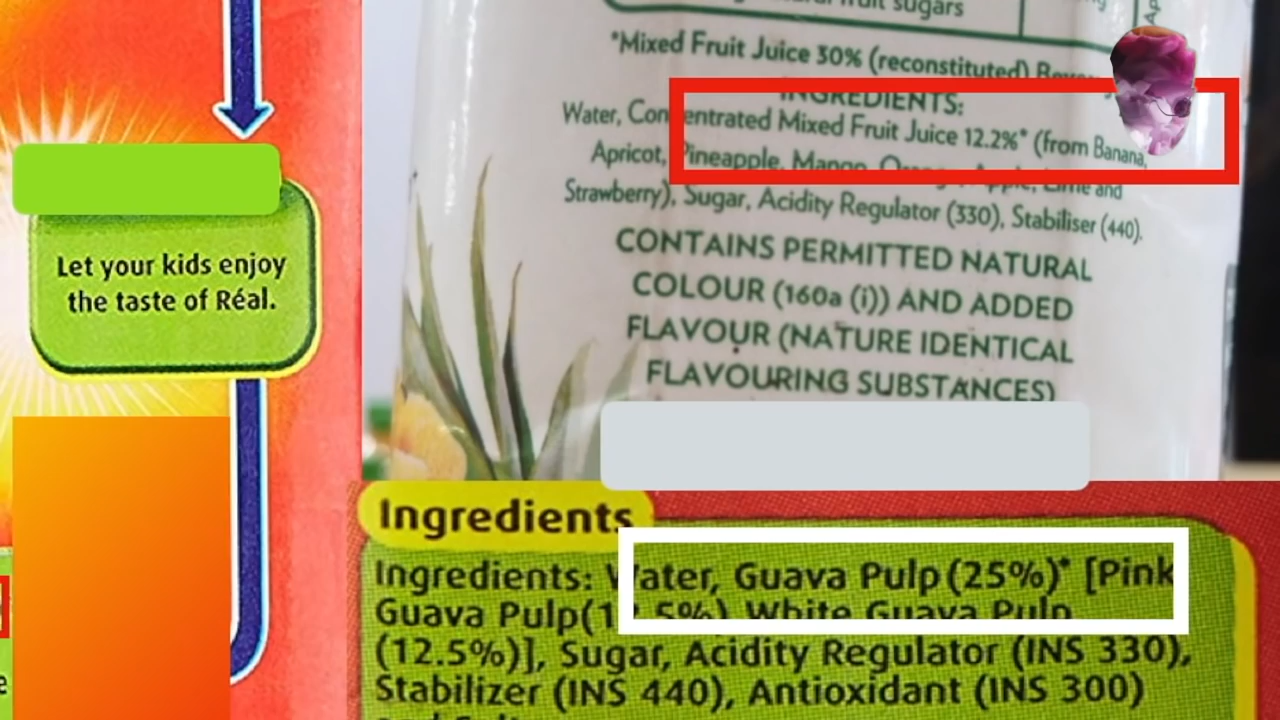 Let your kids enjoy
the taste of Réal.
fruit sugars
*Mixed Fruit Juice 30% (reconstituted)
INGREDIENTS:
Water, Concentrated Mixed Fruit Juice 12.2%* (from Banana,
Apricot, Pineapple, Mango, Orange, Apple, Lime and
Strawberry), Sugar, Acidity Regulator (330), Stabiliser (440).
CONTAINS PERMITTED NATURAL
COLOUR (160a (i)) AND ADDED
FLAVOUR (NATURE IDENTICAL
FLAVOURING SUBSTANCES)
Ingredients
Ingredients: Water, Guava Pulp (25%)* [Pink
Guava Pulp(12.5%), White Guava Pulp
(12.5%)], Sugar, Acidity Regulator (INS 330),
Stabilizer (INS 440), Antioxidant (INS 300)